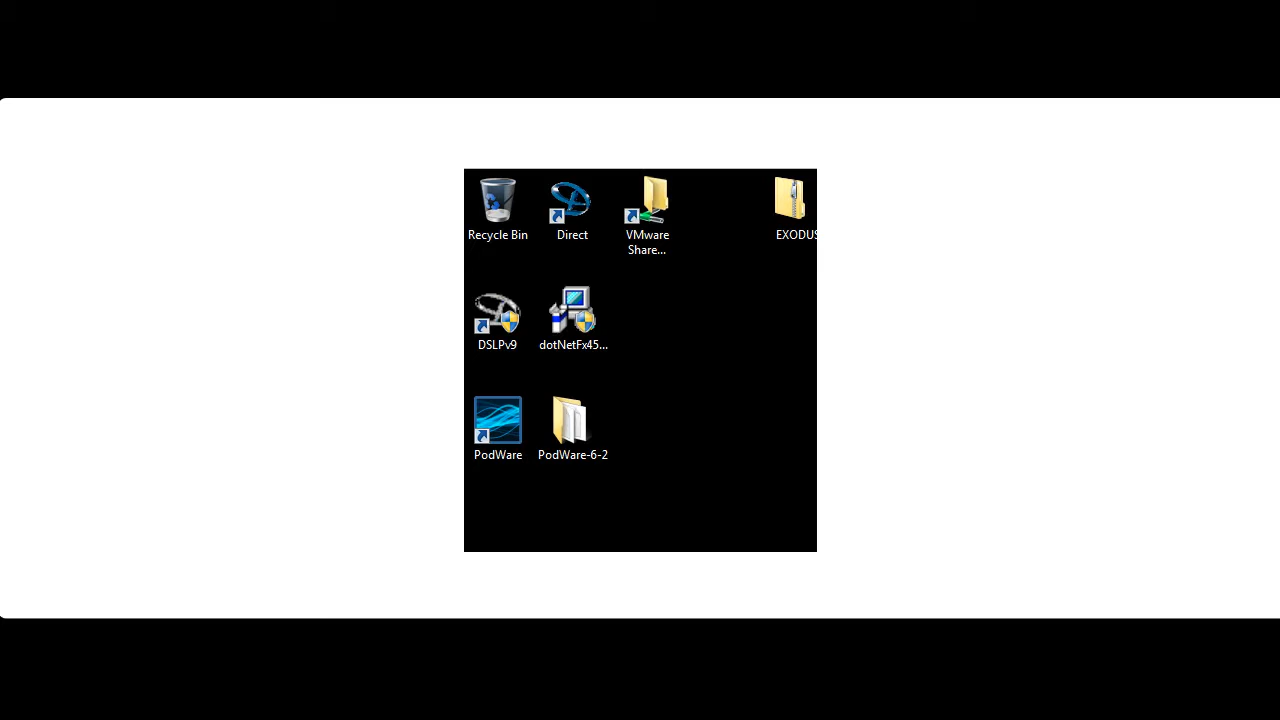 Recycle Bin
Direct
VMware
Share...
EXODUS
DSLPv9
dotNetFx45...
PodWare
PodWare-6-2